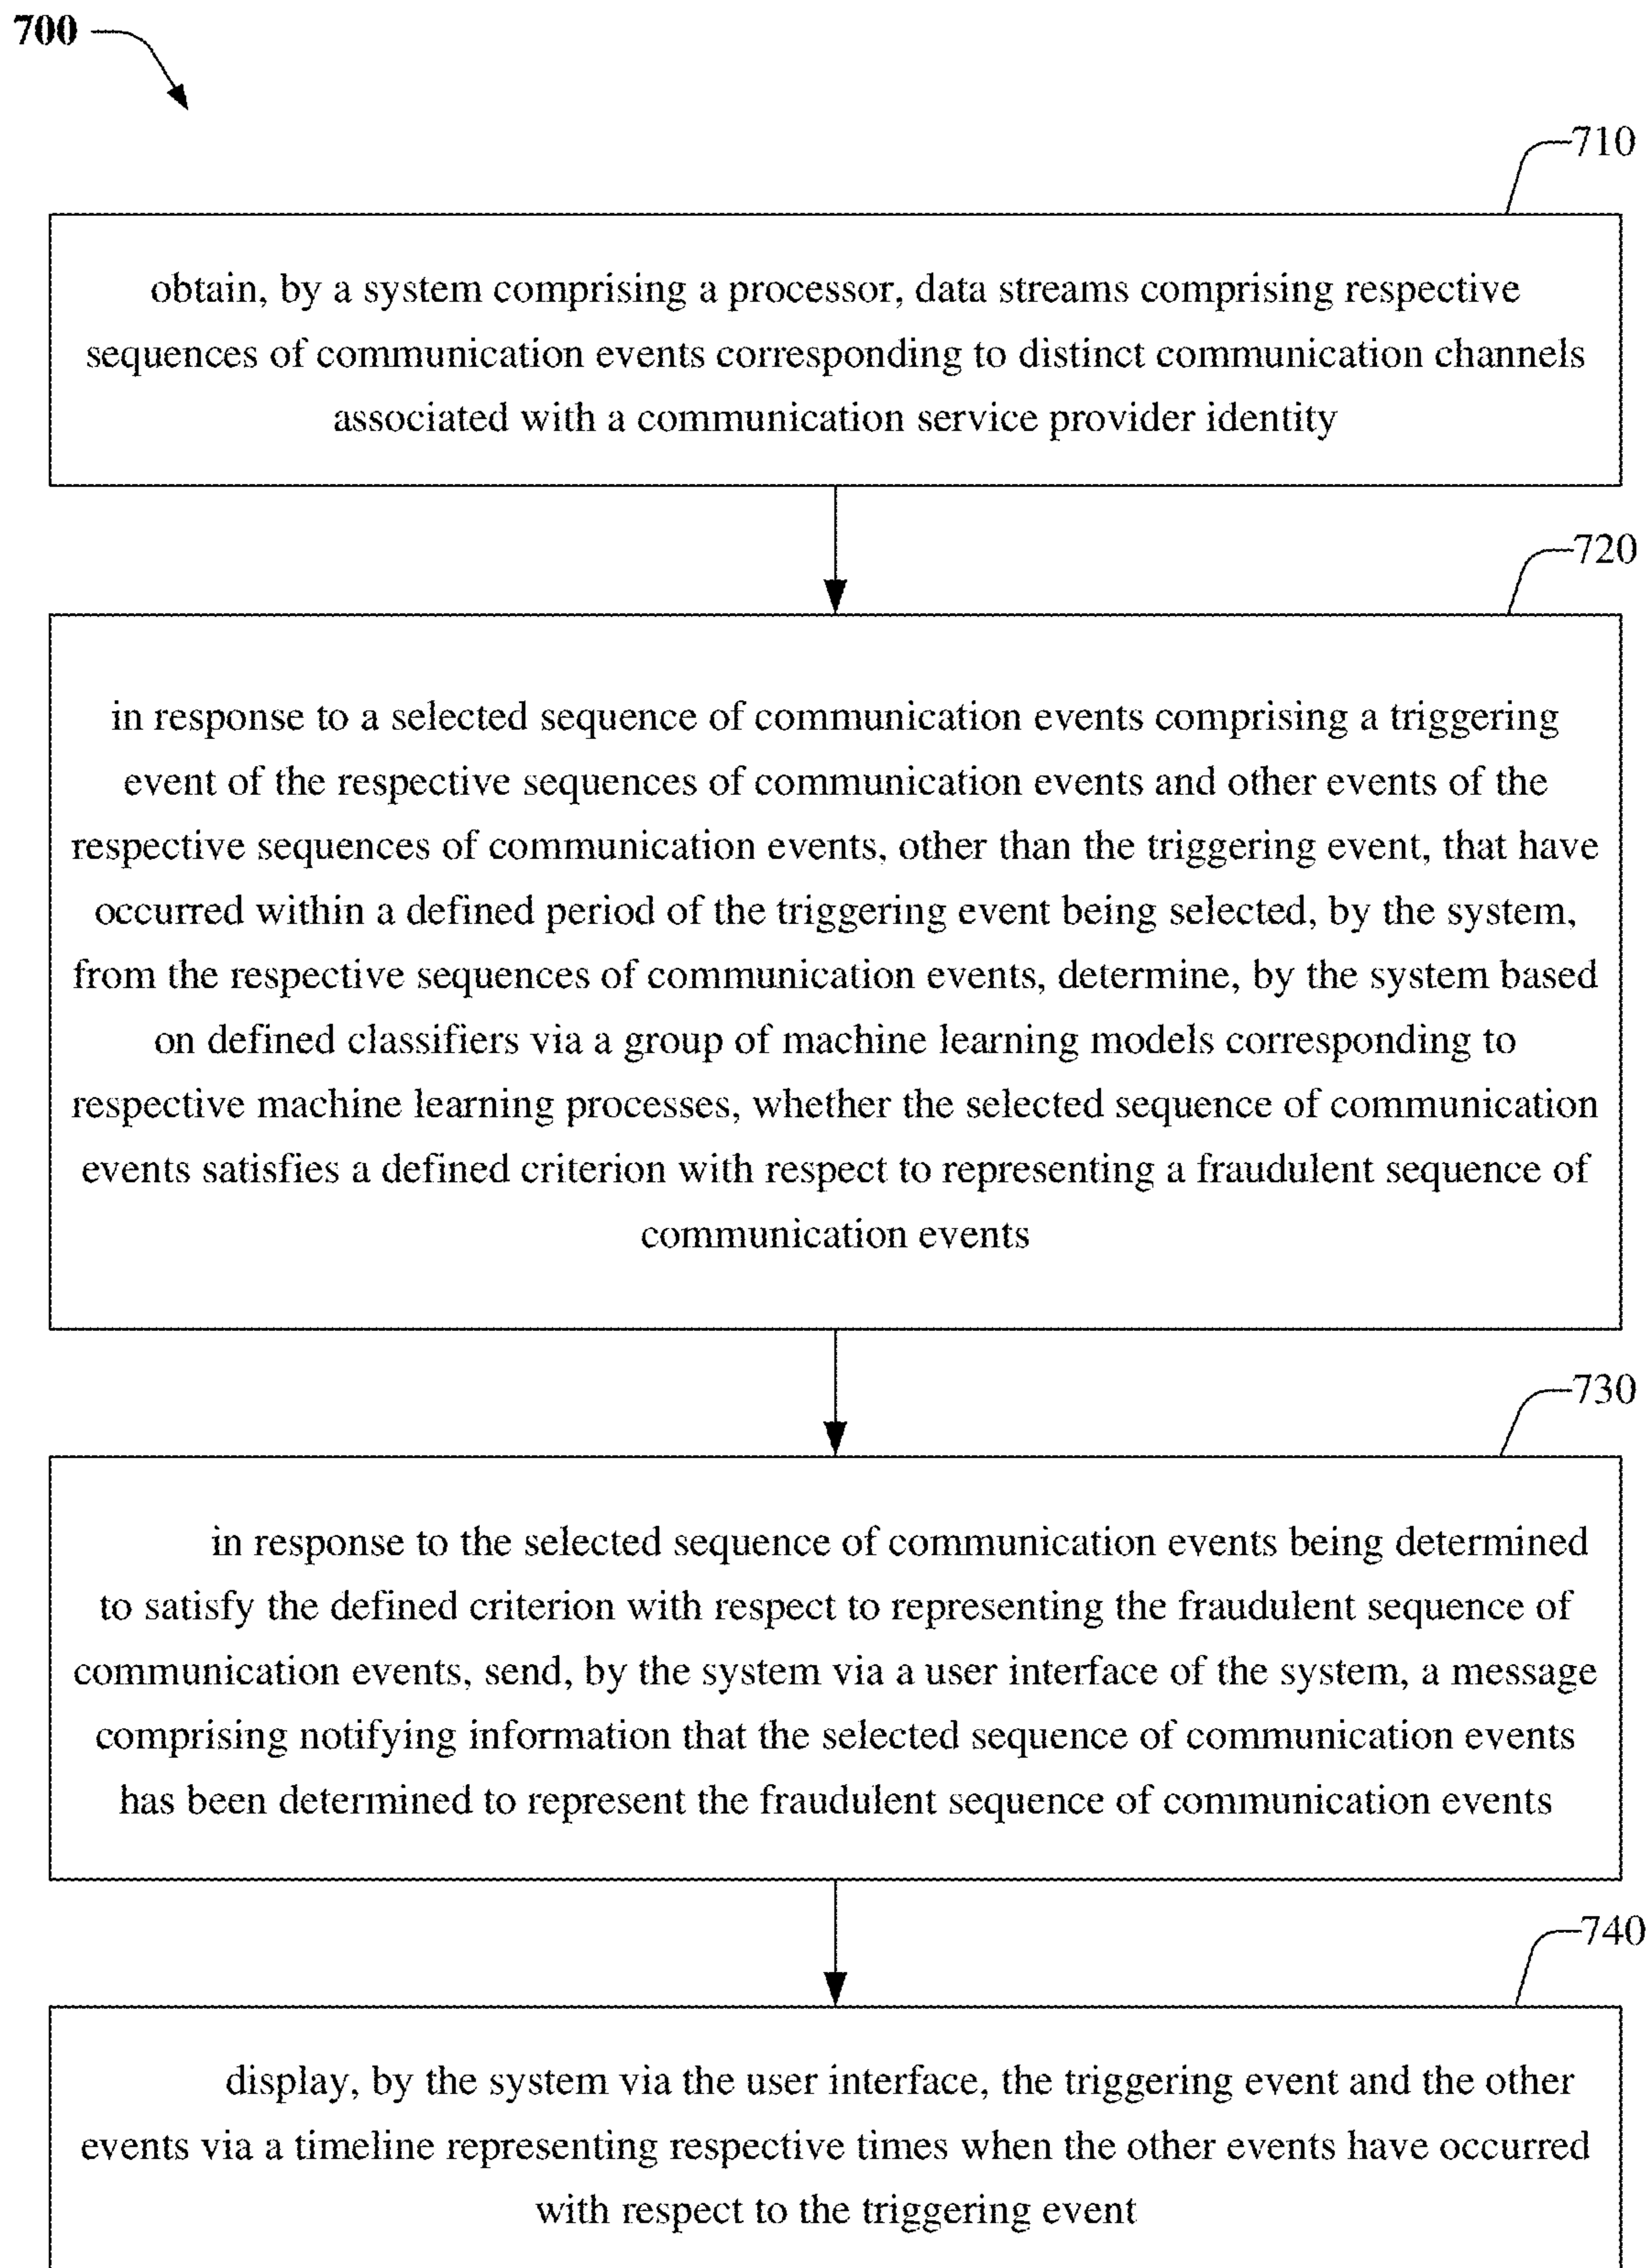 700
710
obtain, by a system comprising a processor, data streams comprising respective
sequences of communication events corresponding to distinct communication channels
associated with a communication service provider identity
720
in response to a selected sequence of communication events comprising a triggering
event of the respective sequences of communication events and other events of the
respective sequences of communication events, other than the triggering event, that have
occurred within a defined period of the triggering event being selected, by the system,
from the respective sequences of communication events, determine, by the system based
on defined classifiers via a group of machine learning models corresponding to
respective machine learning processes, whether the selected sequence of communication
events satisfies a defined criterion with respect to representing a fraudulent sequence of
communication events
730
in response to the selected sequence of communication events being determined
to satisfy the defined criterion with respect to representing the fraudulent sequence of
communication events, send, by the system via a user interface of the system, a message
comprising notifying information that the selected sequence of communication events
has been determined to represent the fraudulent sequence of communication events
740
display, by the system via the user interface, the triggering event and the other
events via a timeline representing respective times when the other events have occurred
with respect to the triggering event